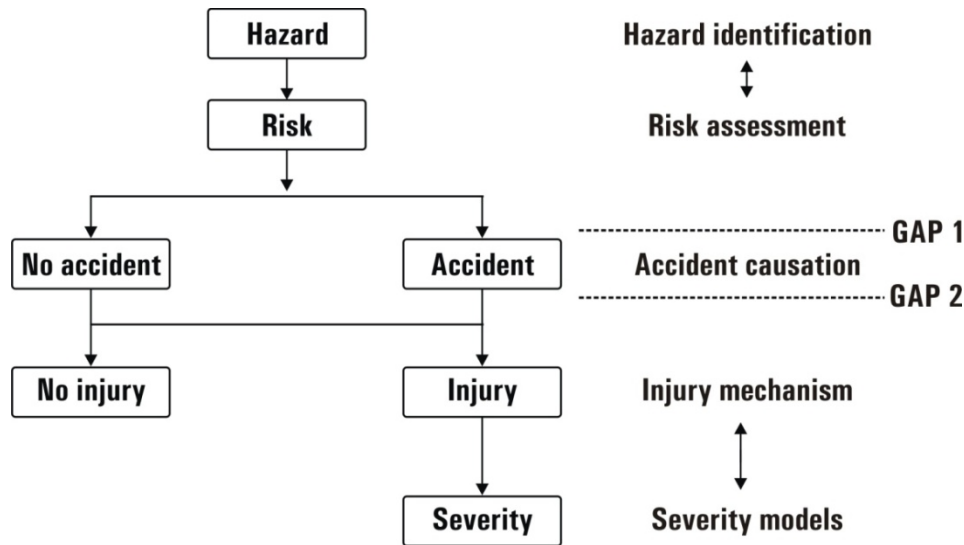 Hazard
Hazard identification
Risk
Risk assessment
GAP 1
No accident
Accident
Accident causation
GAP 2
No injury
Injury
Injury mechanism
Severity
Severity models